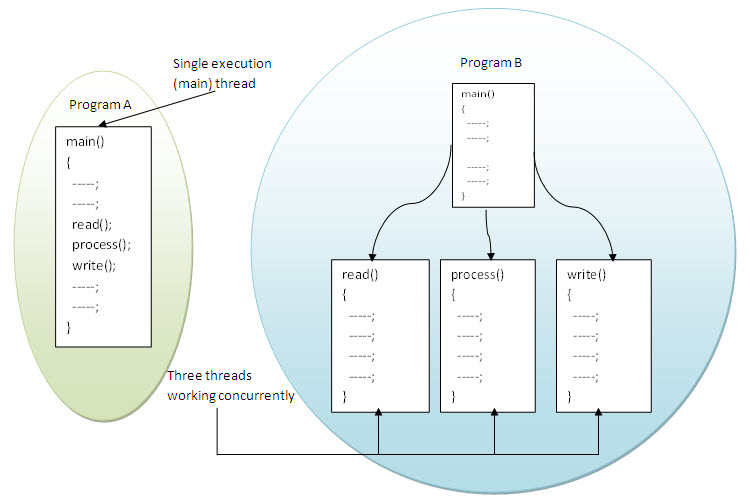 Single execution
(main) thread
Program A
main()
{
-----;
-----;
read();
process();
write();
-----;
-----;
}
Program B
main()
{
-----;
-----;
-----;
-----;
}
read()
{
-----;
-----;
-----;
-----;
}
process()
{
-----;
-----;
-----;
-----;
}
write()
{
-----;
-----;
-----;
-----;
}
Three threads
working concurrently